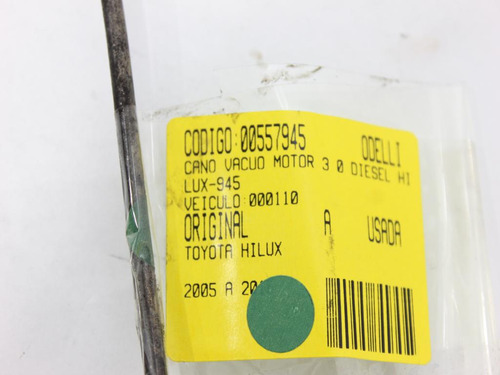 CODIGO:00557945 ODELLI
CANO VACUO MOTOR 3 0 DIESEL HI
LUX-945
VEICULO:000110
ORIGINAL A USADA
TOYOTA HILUX
2005 A